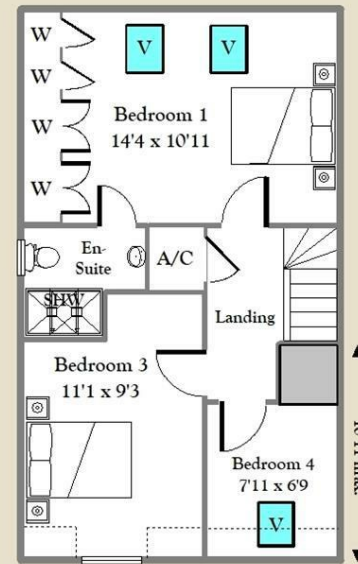 W
V
V
W
W
Bedroom 1
14'4 x 10'11
W
En-
Suite
A/C
SHW
Landing
Bedroom 3
11'1 x 9'3
Bedroom 4
7'11 x 6'9
V